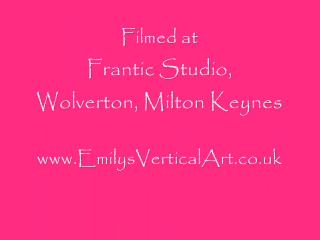 Filmed at
Frantic Studio,
Wolverton, Milton Keynes
www.EmilysVerticalArt.co.uk